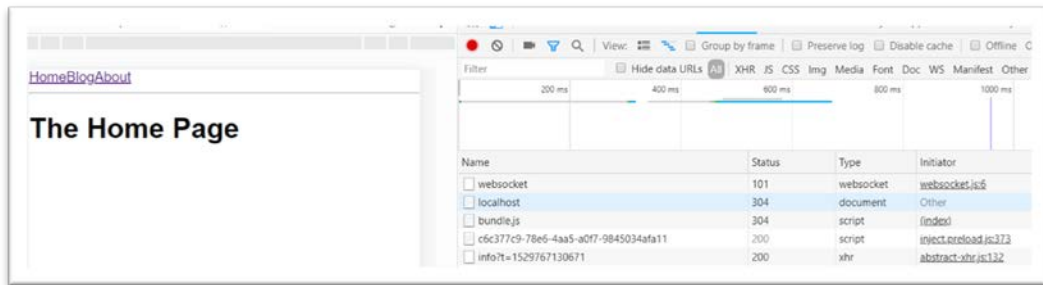 View: Group by frame Preserve log Disable cache Offline
Filter Hide data URLs All XHR JS CSS Img Media Font Doc WS Manifest Other
200 ms 400 ms 600 ms 800 ms 1000 ms
HomeBlogAbout
The Home Page
Name Status Type Initiator
websocket 101 websocket websocket.js:6
localhost 304 document Other
bundle.js 304 script (index)
c6c377c9-78e6-4aa5-a0f7-9845034afa11 200 script inject.preload.js:373
info?t=1529767130671 200 xhr abstract-xhr.js:132